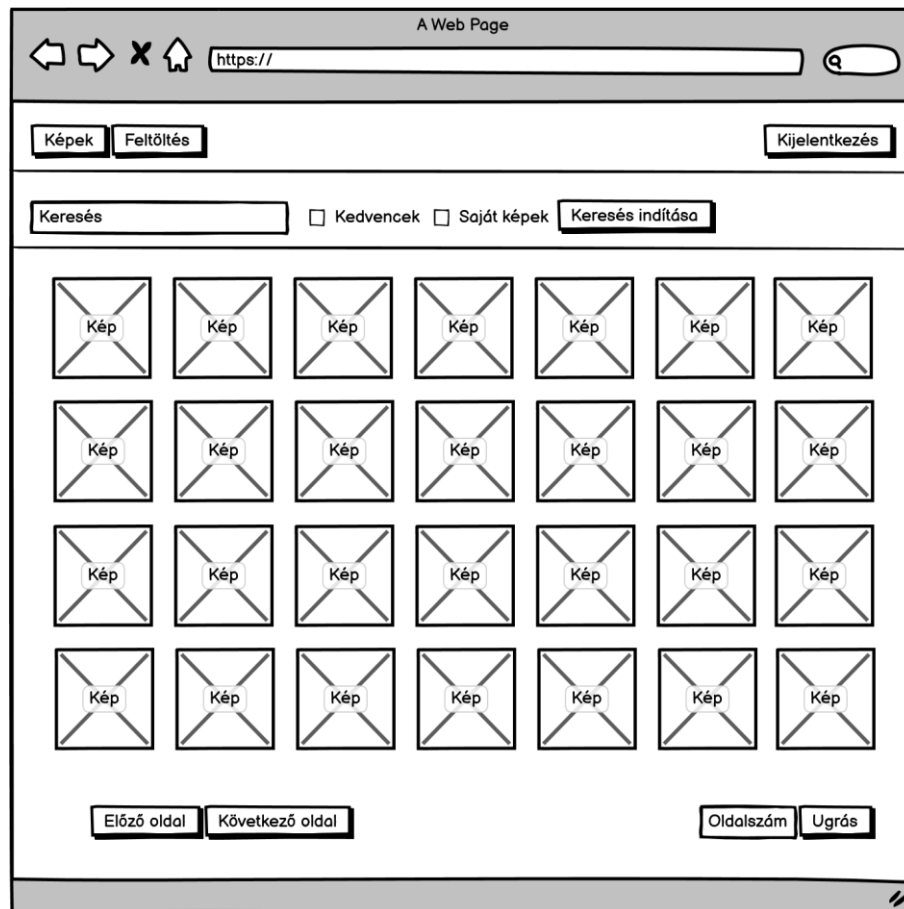 A Web Page
https://
Képek Feltöltés Kijelentkezés
Keresés Kedvencek Saját képek Keresés indítása
Kép Kép Kép Kép Kép Kép Kép
Kép Kép Kép Kép Kép Kép Kép
Kép Kép Kép Kép Kép Kép Kép
Kép Kép Kép Kép Kép Kép Kép
Előző oldal Következő oldal Oldalszám Ugrás